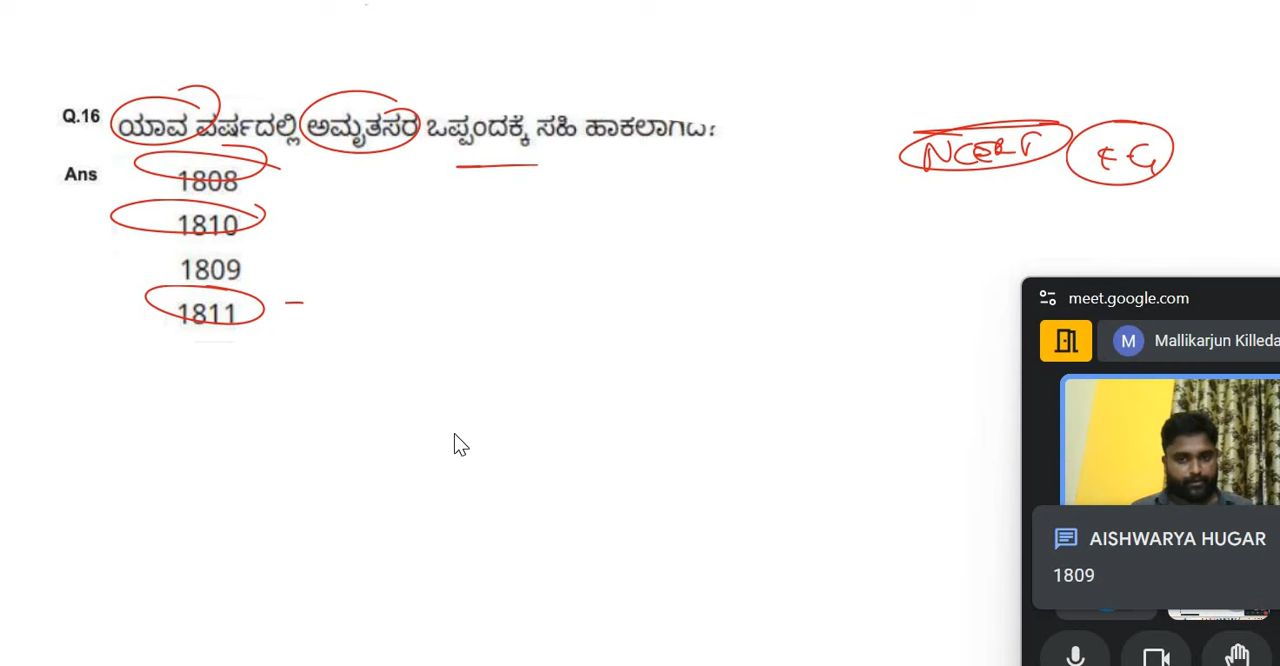 Q.16 ಯಾವ ವರ್ಷದಲ್ಲಿ ಅಮೃತಸರ ಒಪ್ಪಂದಕ್ಕೆ ಸಹಿ ಹಾಕಲಾಗಿದೆ?
Ans 1808
1810
1809
1811
NCERT
meet.google.com
M Mallikarjun Killeda
AISHWARYA HUGAR
1809